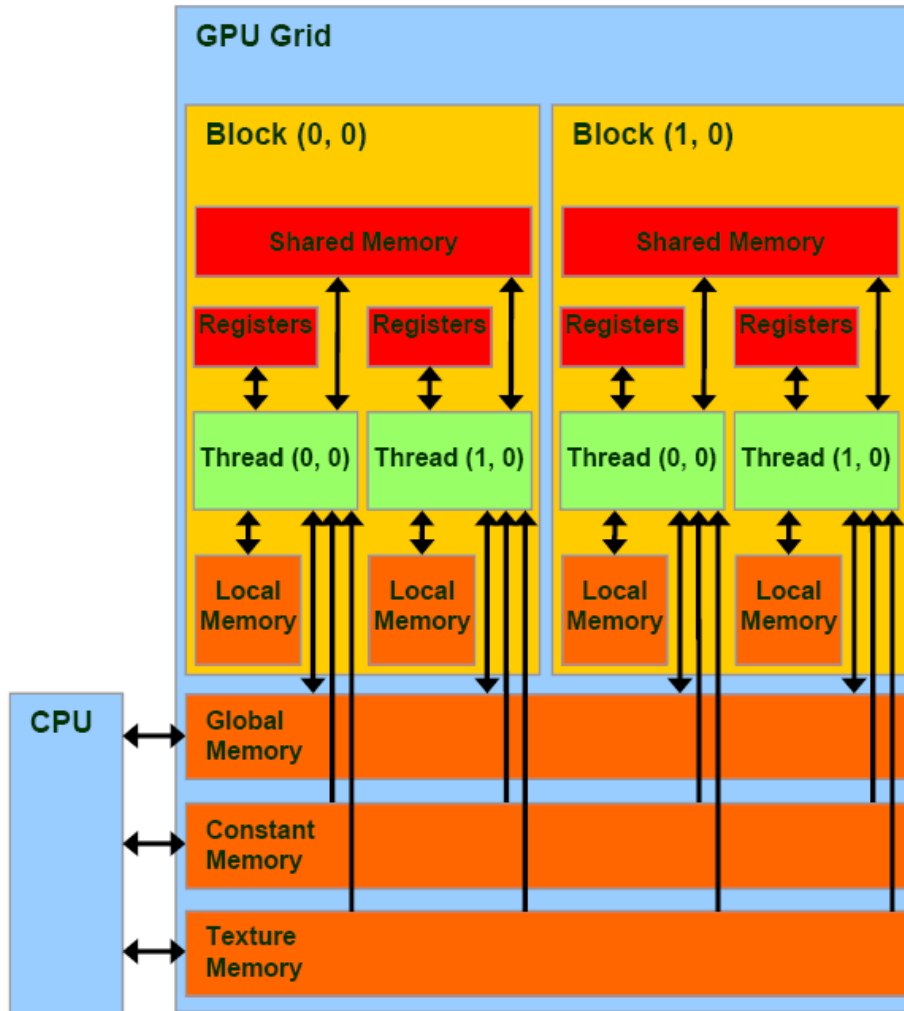 GPU Grid
Block (0, 0)
Shared Memory
Registers
Registers
Thread (0, 0)
Thread (1, 0)
Local
Memory
Local
Memory
Block (1, 0)
Shared Memory
Registers
Registers
Thread (0, 0)
Thread (1, 0)
Local
Memory
Local
Memory
CPU
Global
Memory
Constant
Memory
Texture
Memory